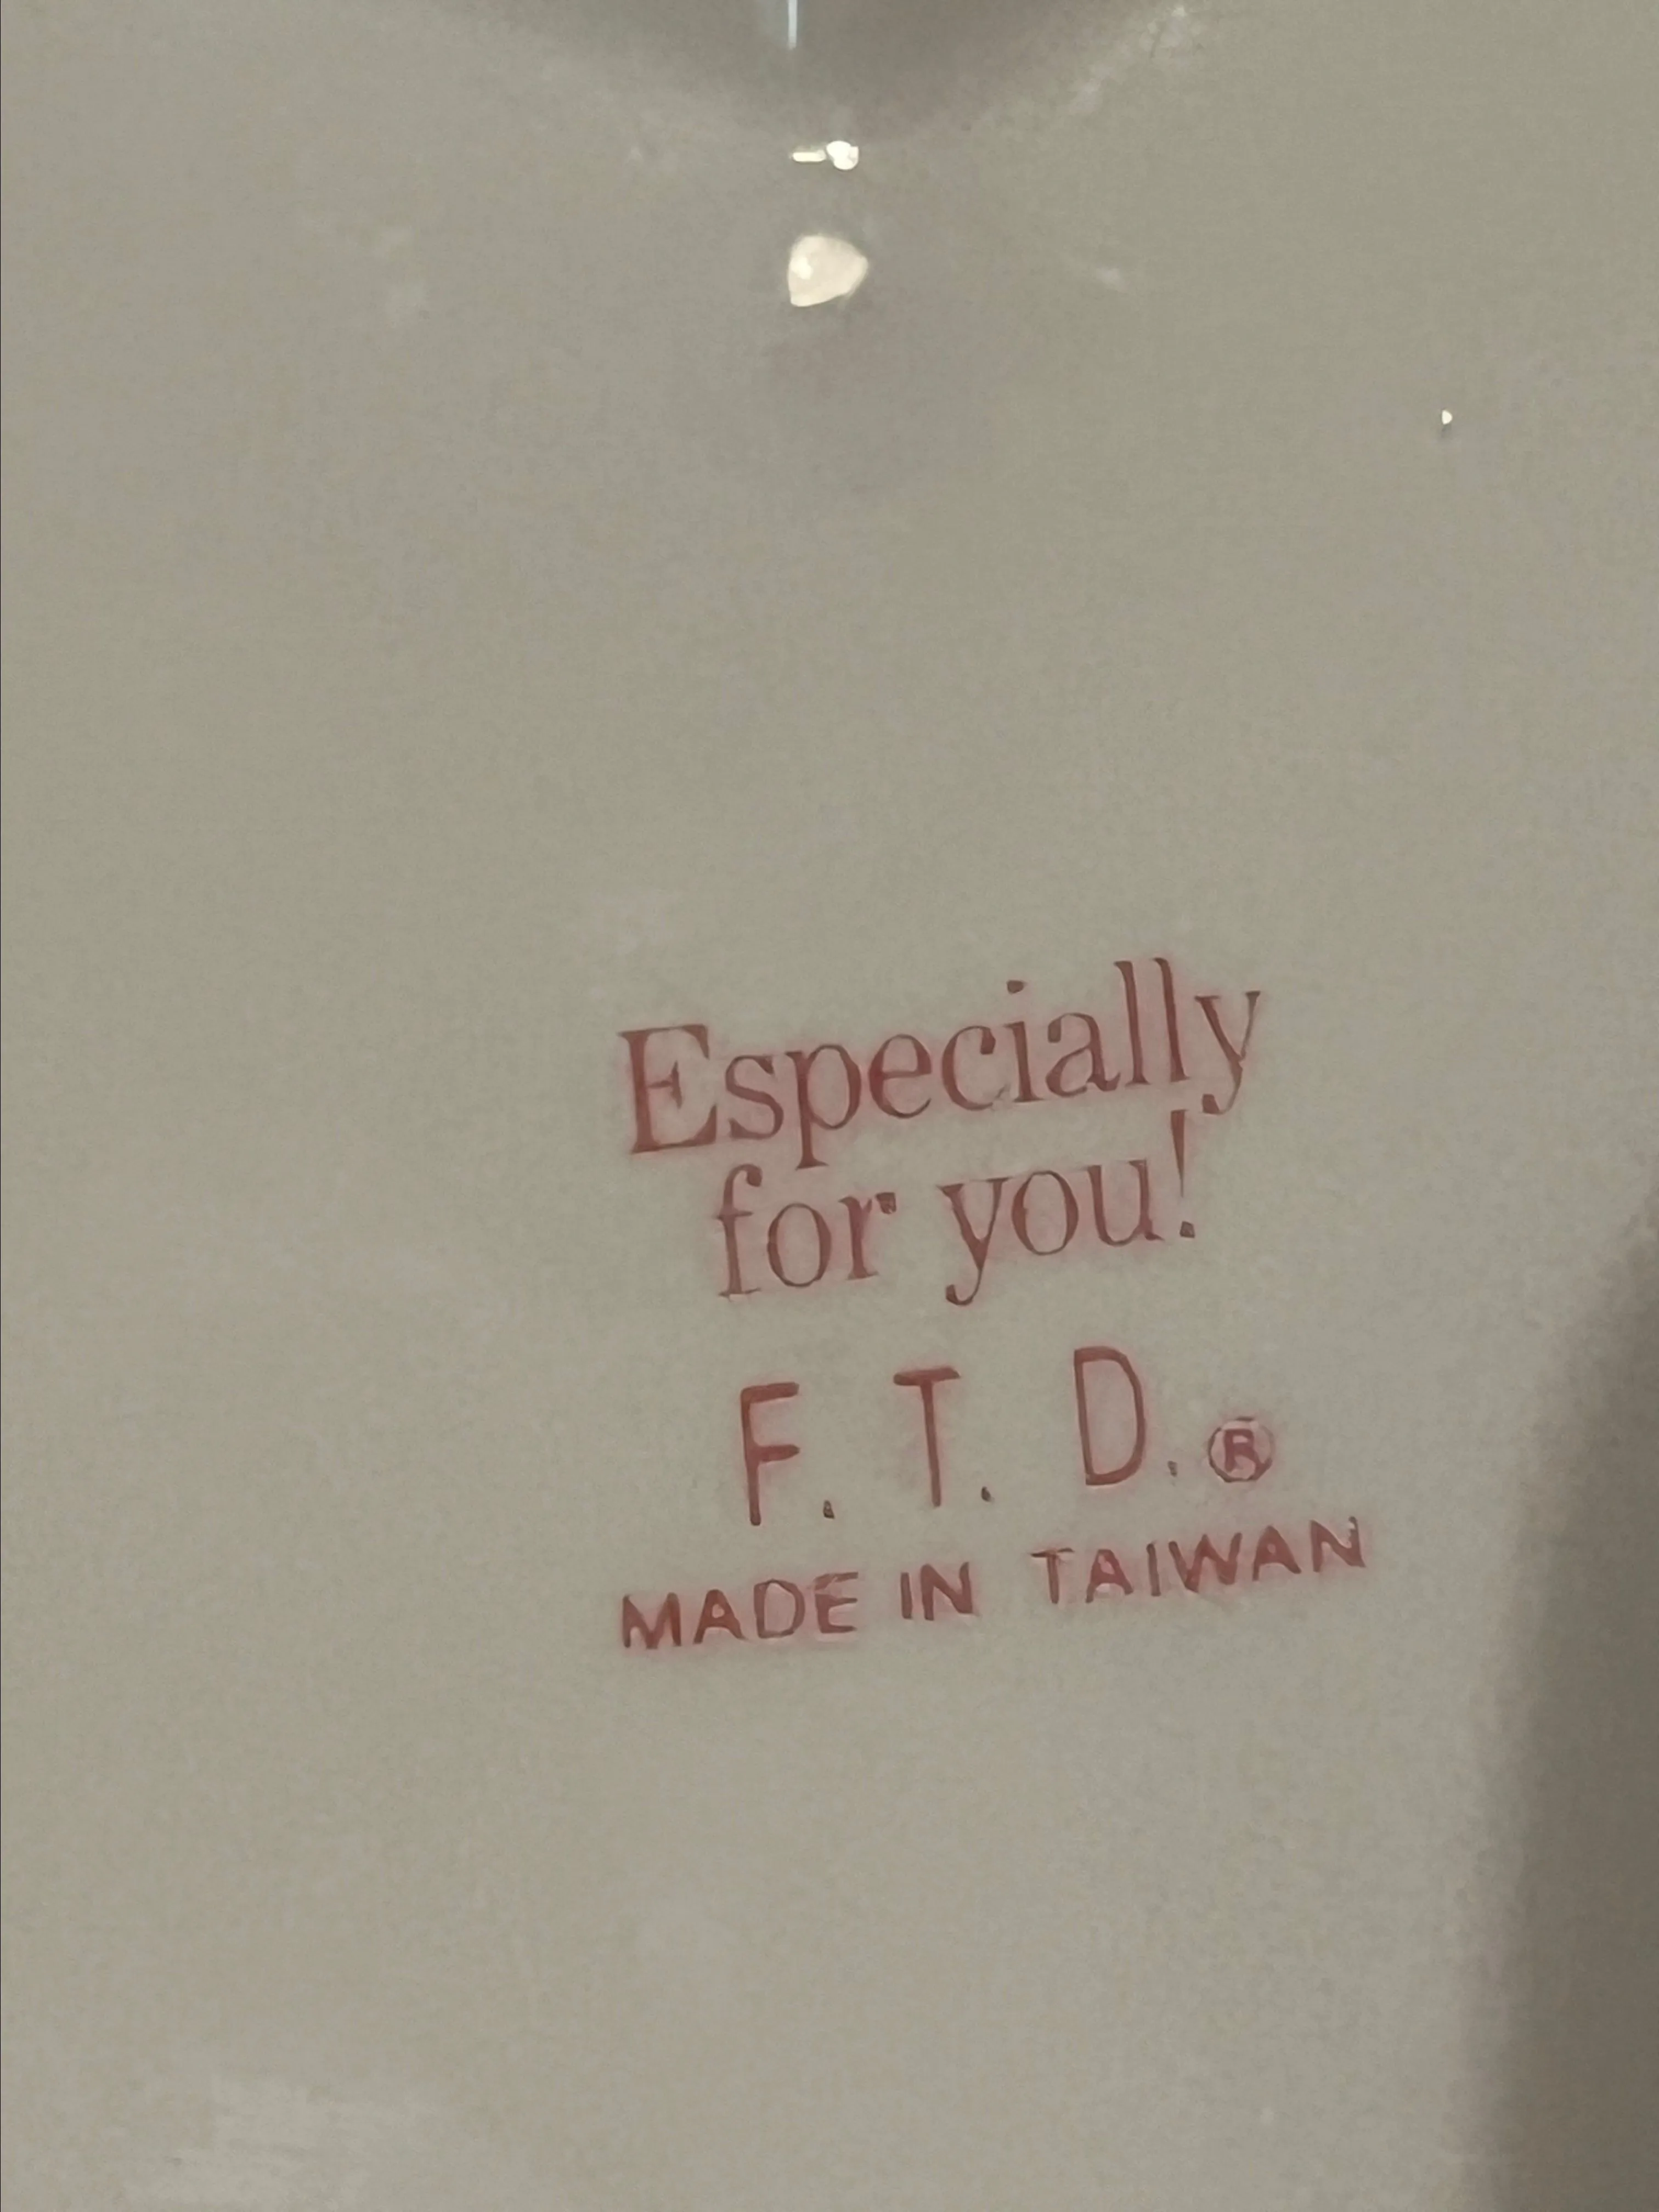 Especially
for you!
F. T. D.®
MADE IN TAIWAN